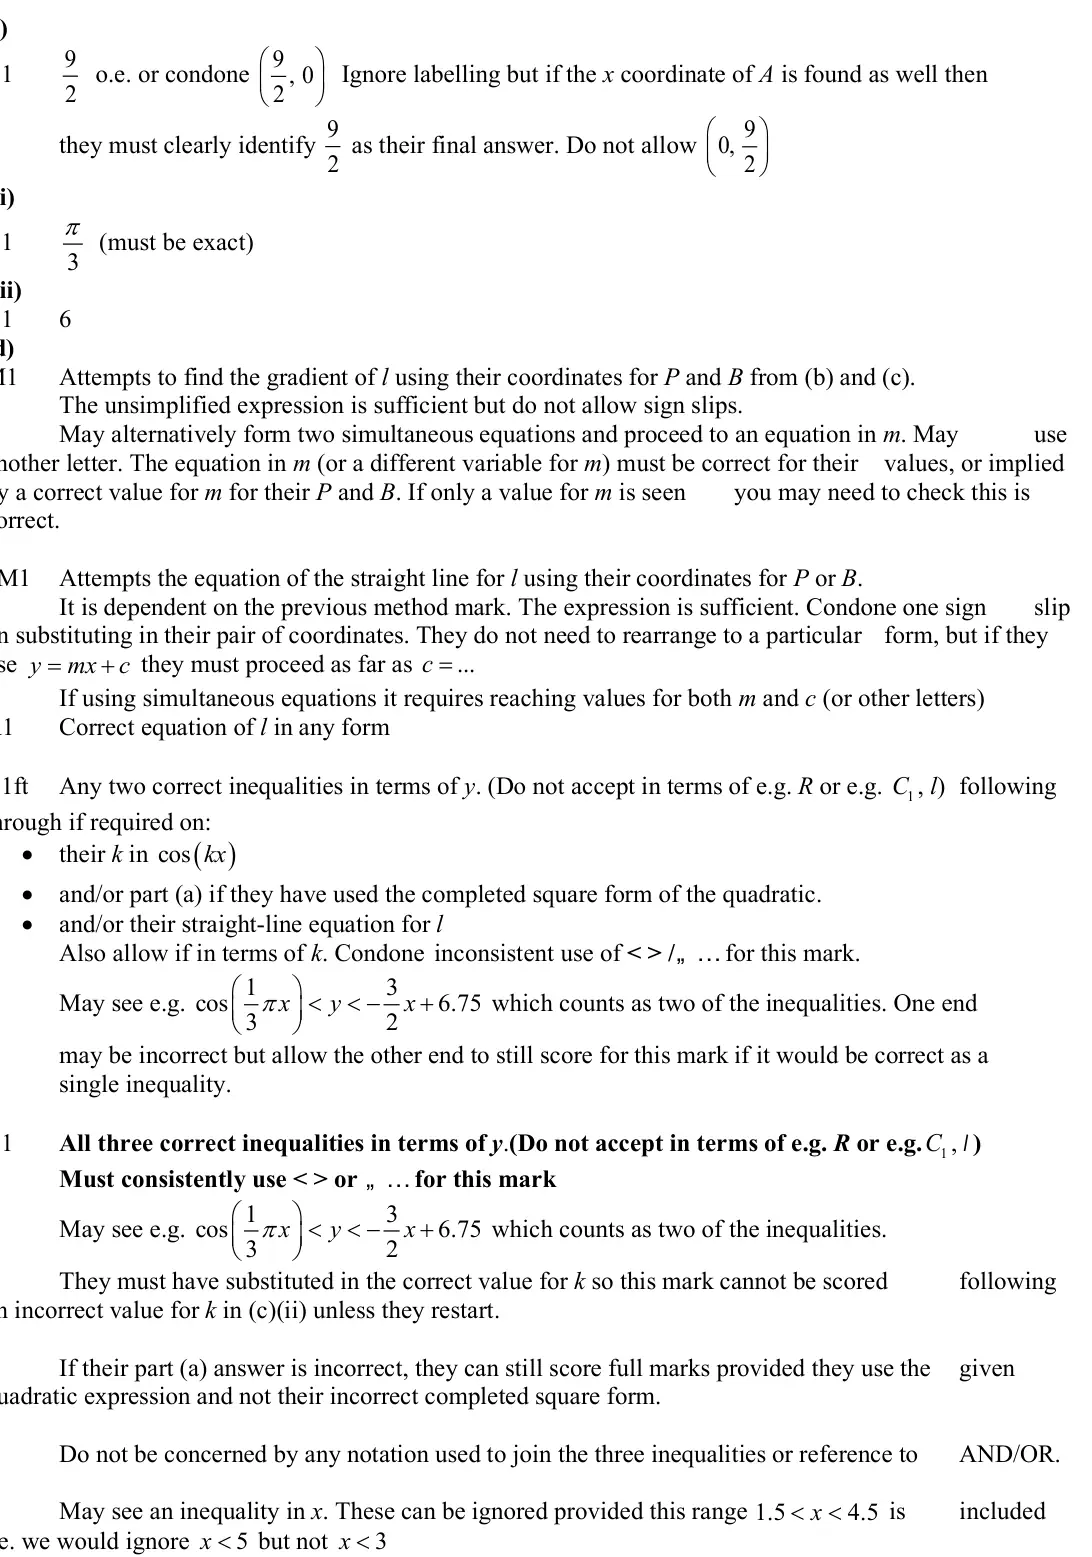 )
1 9/2 o.e. or condone (9/2, 0) Ignore labelling but if the x coordinate of A is found as well then
they must clearly identify 9/2 as their final answer. Do not allow (0, 9/2)
i)
1 π/3 (must be exact)
ii)
1 6
d)
M1 Attempts to find the gradient of l using their coordinates for P and B from (b) and (c).
The unsimplified expression is sufficient but do not allow sign slips.
May alternatively form two simultaneous equations and proceed to an equation in m. May use
nother letter. The equation in m (or a different variable for m) must be correct for their values, or implied
y a correct value for m for their P and B. If only a value for m is seen you may need to check this is
orrect.
M1 Attempts the equation of the straight line for l using their coordinates for P or B.
It is dependent on the previous method mark. The expression is sufficient. Condone one sign slip
n substituting in their pair of coordinates. They do not need to rearrange to a particular form, but if they
se y = mx + c they must proceed as far as c = ...
If using simultaneous equations it requires reaching values for both m and c (or other letters)
1 Correct equation of l in any form
1ft Any two correct inequalities in terms of y. (Do not accept in terms of e.g. R or e.g. C₁, l) following
hrough if required on:
• their k in cos(kx)
• and/or part (a) if they have used the completed square form of the quadratic.
• and/or their straight-line equation for l
Also allow if in terms of k. Condone inconsistent use of < > /„ … for this mark.
May see e.g. cos(1/3 πx) < y < −3/2 x + 6.75 which counts as two of the inequalities. One end
may be incorrect but allow the other end to still score for this mark if it would be correct as a
single inequality.
1 All three correct inequalities in terms of y.(Do not accept in terms of e.g. R or e.g. C₁, l)
Must consistently use < > or „ … for this mark
May see e.g. cos(1/3 πx) < y < −3/2 x + 6.75 which counts as two of the inequalities.
They must have substituted in the correct value for k so this mark cannot be scored following
n incorrect value for k in (c)(ii) unless they restart.
If their part (a) answer is incorrect, they can still score full marks provided they use the given
uadratic expression and not their incorrect completed square form.
Do not be concerned by any notation used to join the three inequalities or reference to AND/OR.
May see an inequality in x. These can be ignored provided this range 1.5 < x < 4.5 is included
e. we would ignore x < 5 but not x < 3